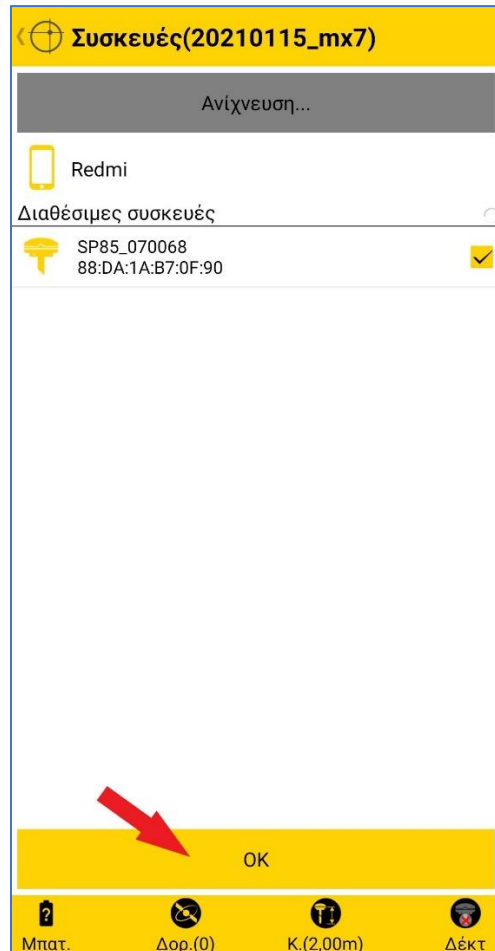 Συσκευές(20210115_mx7)
Ανίχνευση...
Redmi
Διαθέσιμες συσκευές
SP85_070068
88:DA:1A:B7:0F:90
OK
Μπατ. Δορ.(0) Κ.(2,00m) Δέκτ